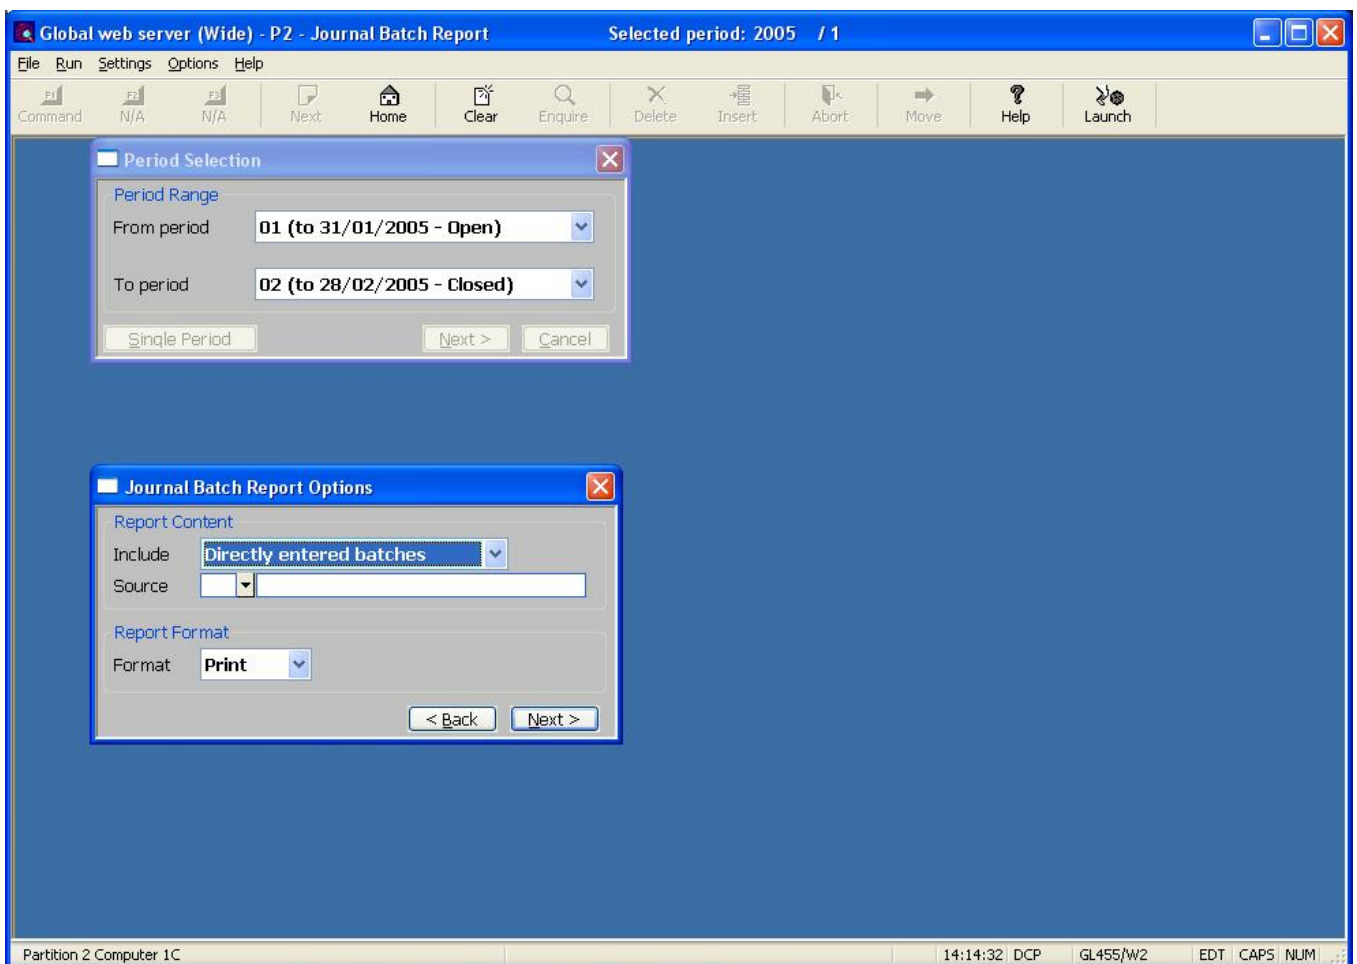 Global web server (Wide) - P2 - Journal Batch Report Selected period: 2005 / 1
File Run Settings Options Help
F1 F2 F3
Command N/A N/A Next Home Clear Enquire Delete Insert Abort Move Help Launch
Period Selection
Period Range
From period 01 (to 31/01/2005 - Open)
To period 02 (to 28/02/2005 - Closed)
Single Period Next > Cancel
Journal Batch Report Options
Report Content
Include Directly entered batches
Source
Report Format
Format Print
< Back Next >
Partition 2 Computer 1C 14:14:32 DCP GL455/W2 EDT CAPS NUM